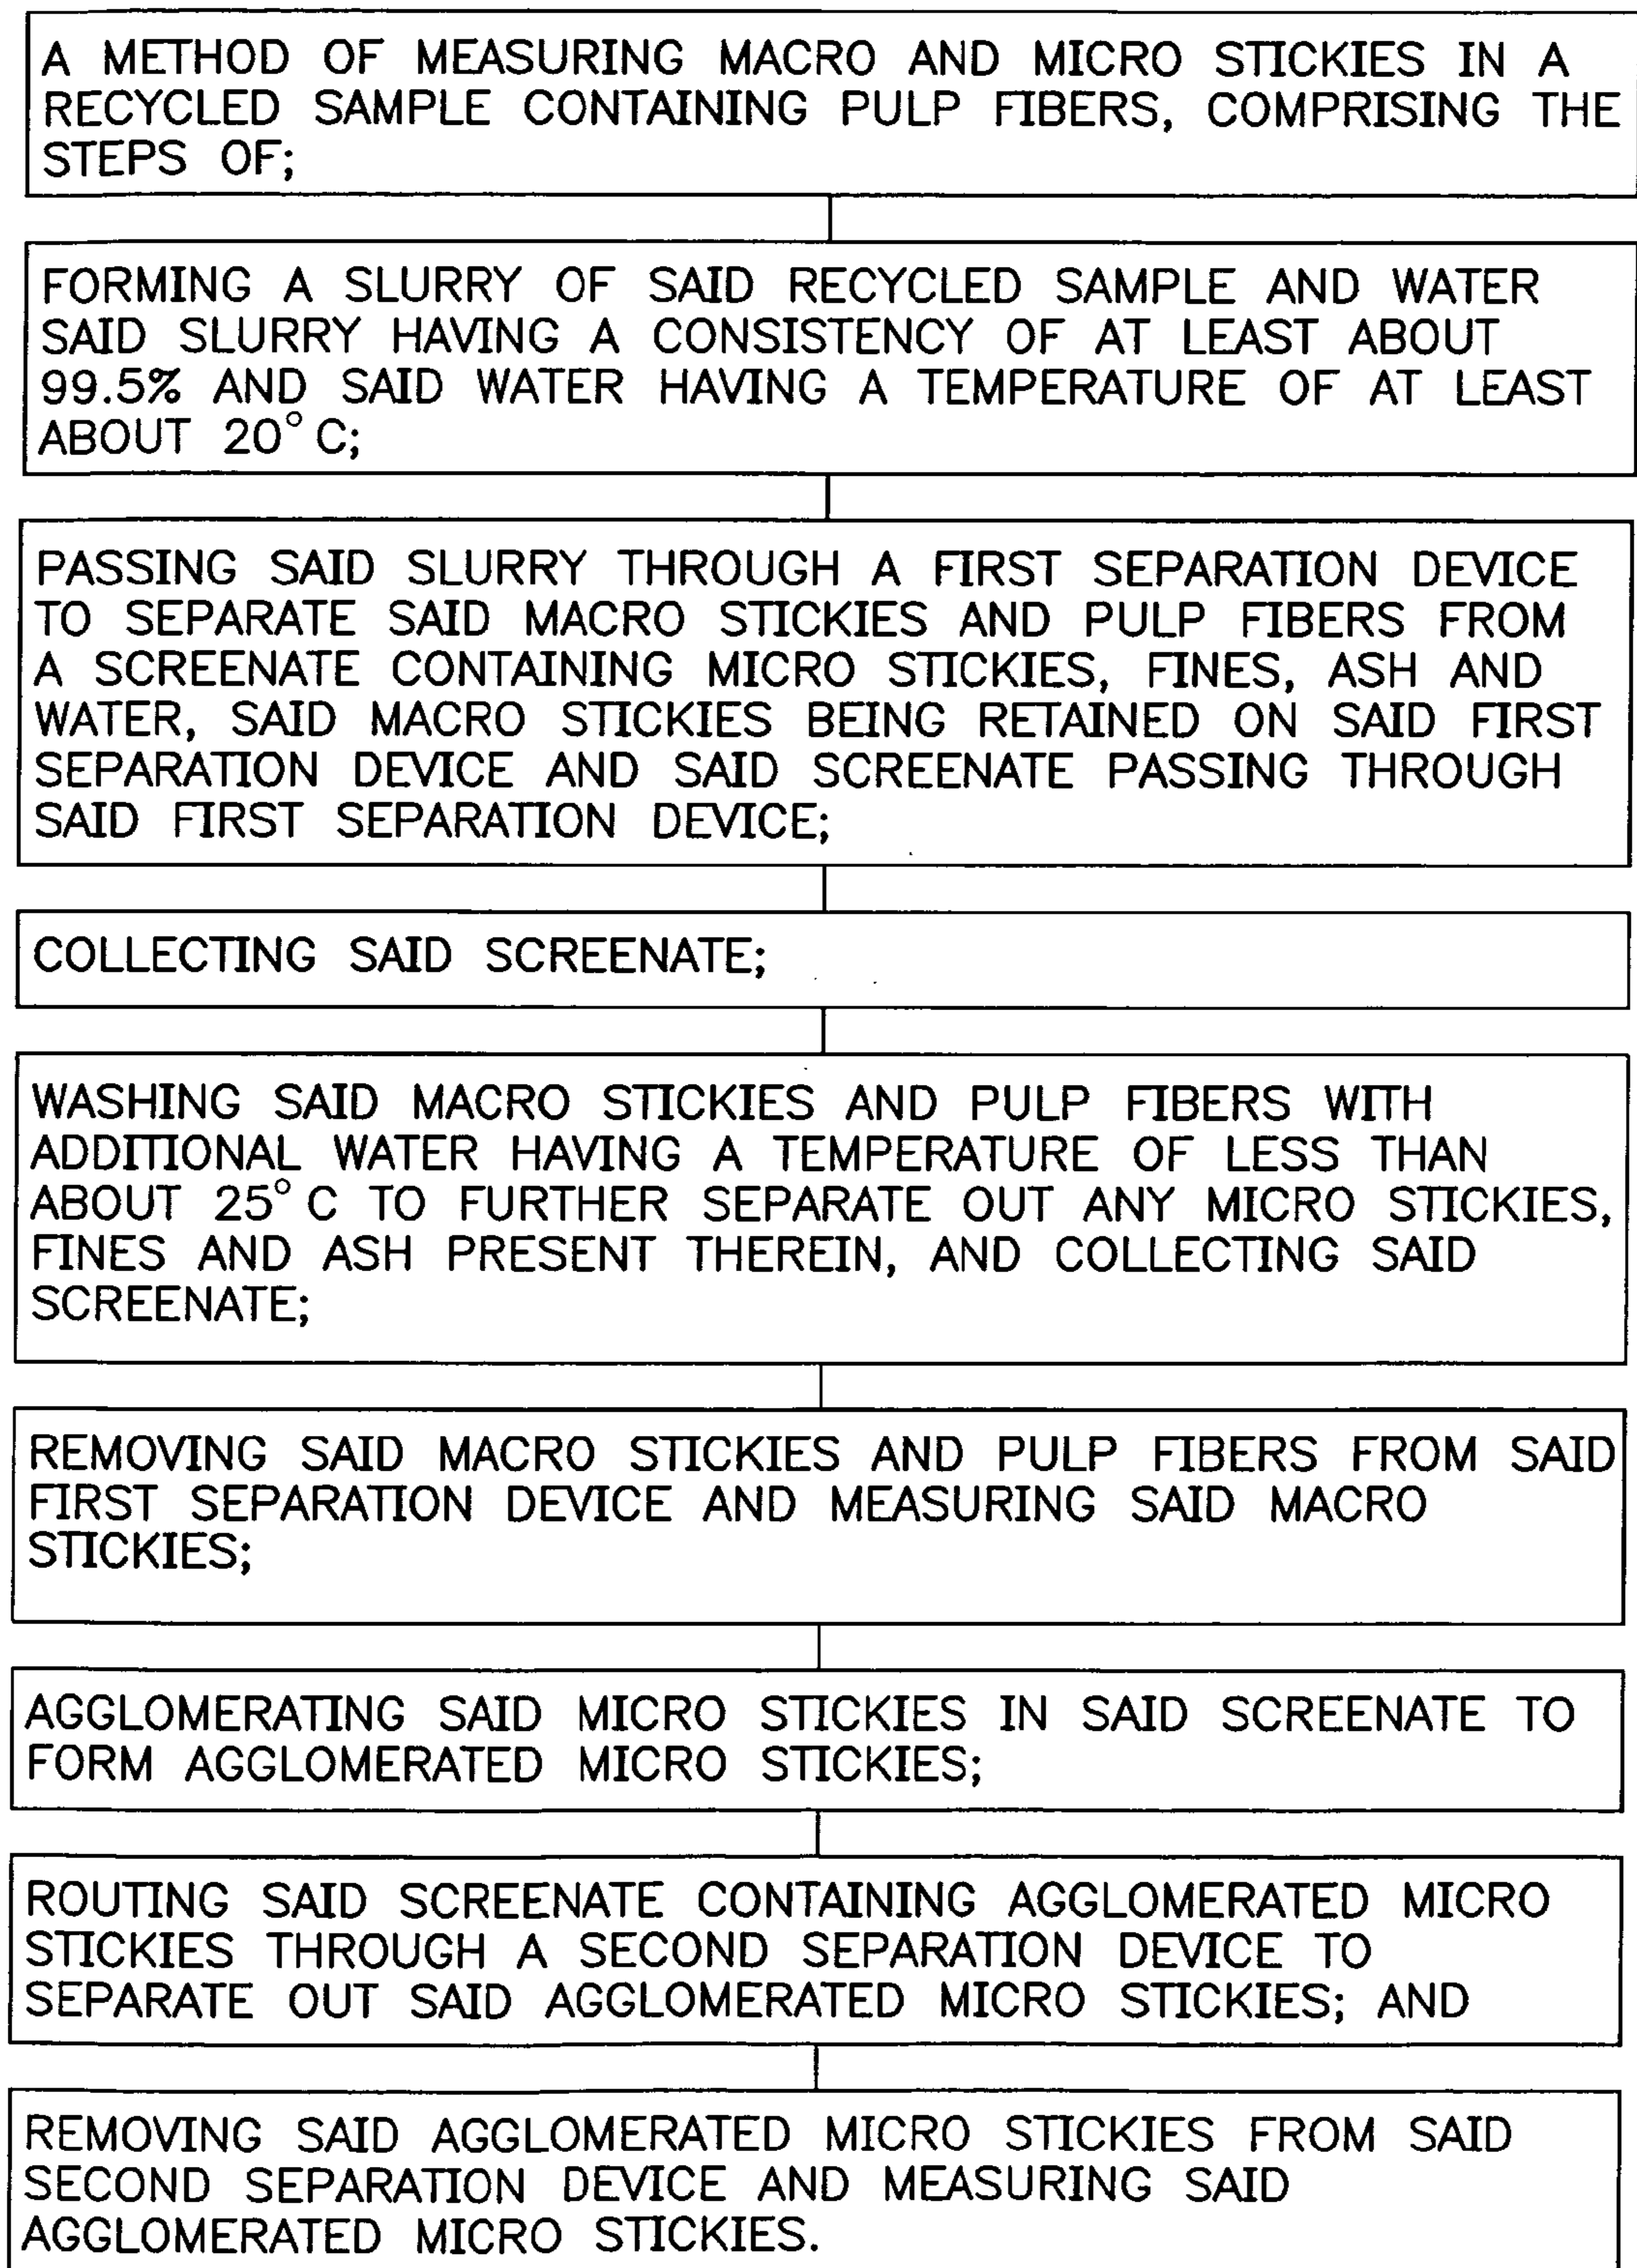 A METHOD OF MEASURING MACRO AND MICRO STICKIES IN A
RECYCLED SAMPLE CONTAINING PULP FIBERS, COMPRISING THE
STEPS OF;
FORMING A SLURRY OF SAID RECYCLED SAMPLE AND WATER
SAID SLURRY HAVING A CONSISTENCY OF AT LEAST ABOUT
99.5% AND SAID WATER HAVING A TEMPERATURE OF AT LEAST
ABOUT 20° C;
PASSING SAID SLURRY THROUGH A FIRST SEPARATION DEVICE
TO SEPARATE SAID MACRO STICKIES AND PULP FIBERS FROM
A SCREENATE CONTAINING MICRO STICKIES, FINES, ASH AND
WATER, SAID MACRO STICKIES BEING RETAINED ON SAID FIRST
SEPARATION DEVICE AND SAID SCREENATE PASSING THROUGH
SAID FIRST SEPARATION DEVICE;
COLLECTING SAID SCREENATE;
WASHING SAID MACRO STICKIES AND PULP FIBERS WITH
ADDITIONAL WATER HAVING A TEMPERATURE OF LESS THAN
ABOUT 25° C TO FURTHER SEPARATE OUT ANY MICRO STICKIES,
FINES AND ASH PRESENT THEREIN, AND COLLECTING SAID
SCREENATE;
REMOVING SAID MACRO STICKIES AND PULP FIBERS FROM SAID
FIRST SEPARATION DEVICE AND MEASURING SAID MACRO
STICKIES;
AGGLOMERATING SAID MICRO STICKIES IN SAID SCREENATE TO
FORM AGGLOMERATED MICRO STICKIES;
ROUTING SAID SCREENATE CONTAINING AGGLOMERATED MICRO
STICKIES THROUGH A SECOND SEPARATION DEVICE TO
SEPARATE OUT SAID AGGLOMERATED MICRO STICKIES; AND
REMOVING SAID AGGLOMERATED MICRO STICKIES FROM SAID
SECOND SEPARATION DEVICE AND MEASURING SAID
AGGLOMERATED MICRO STICKIES.